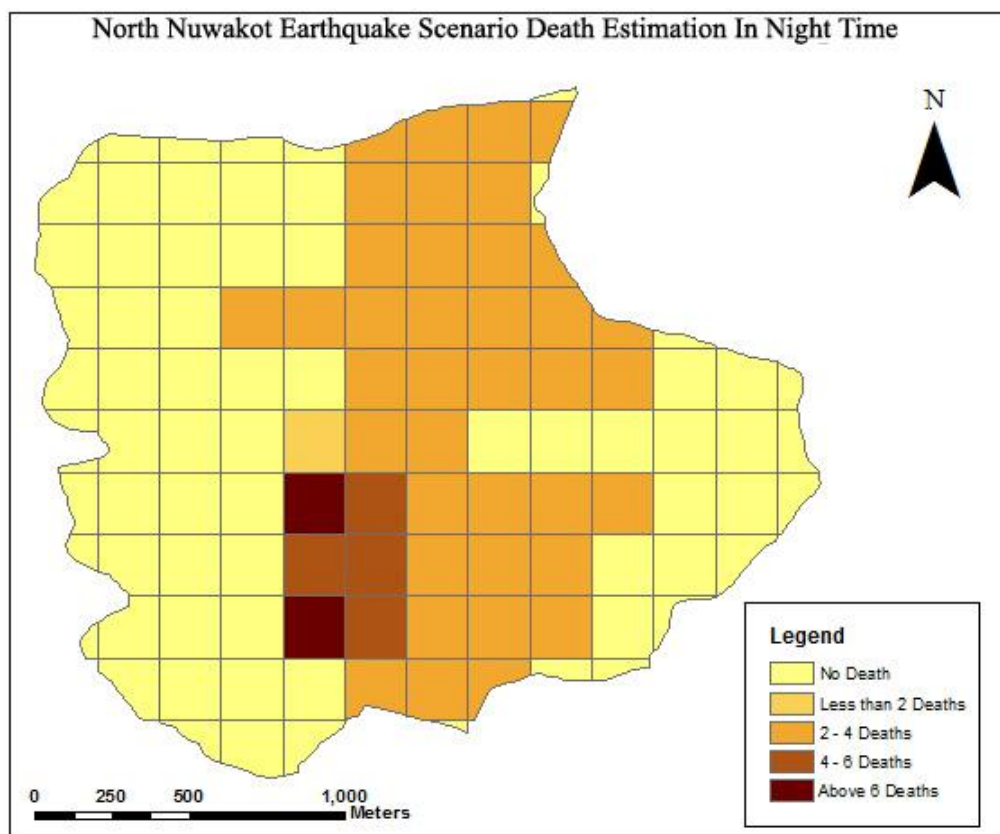 North Nuwakot Earthquake Scenario Death Estimation In Night Time
N
Legend
No Death
Less than 2 Deaths
2 - 4 Deaths
4 - 6 Deaths
Above 6 Deaths
0 250 500 1,000
Meters